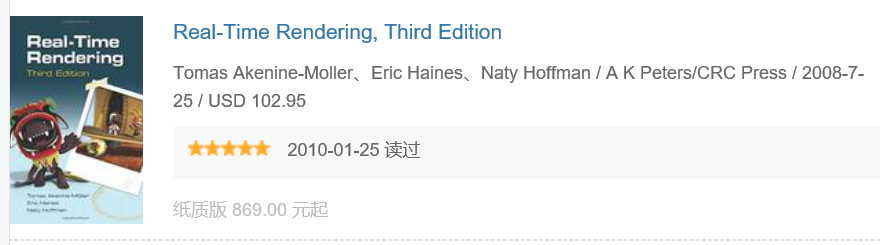 Real-Time
Rendering
Third Edition
Tomas Akenine-Möller
Eric Haines
Naty Hoffman
Real-Time Rendering, Third Edition
Tomas Akenine-Moller、Eric Haines、Naty Hoffman / A K Peters/CRC Press / 2008-7-
25 / USD 102.95
2010-01-25 读过
纸质版 869.00 元起